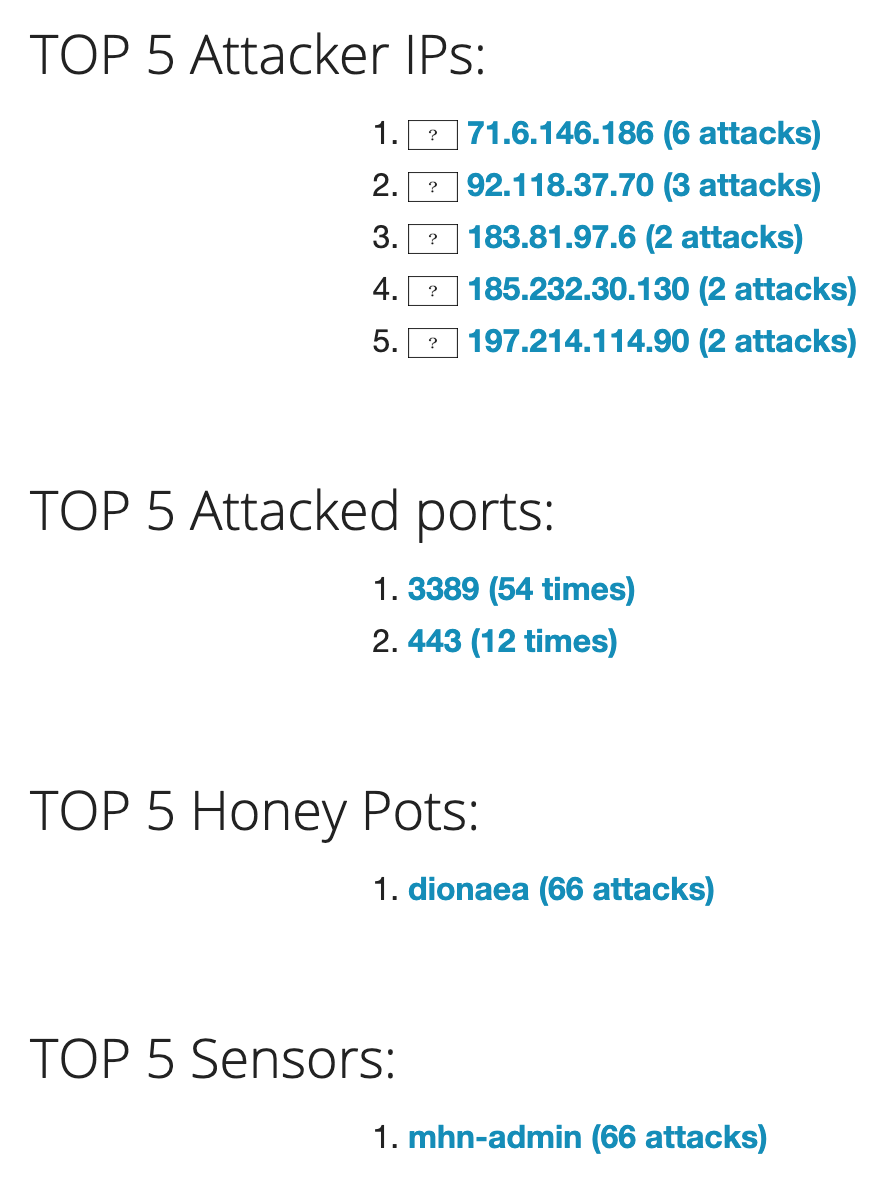 TOP 5 Attacker IPs:
1. ? 71.6.146.186 (6 attacks)
2. ? 92.118.37.70 (3 attacks)
3. ? 183.81.97.6 (2 attacks)
4. ? 185.232.30.130 (2 attacks)
5. ? 197.214.114.90 (2 attacks)
TOP 5 Attacked ports:
1. 3389 (54 times)
2. 443 (12 times)
TOP 5 Honey Pots:
1. dionaea (66 attacks)
TOP 5 Sensors:
1. mhn-admin (66 attacks)